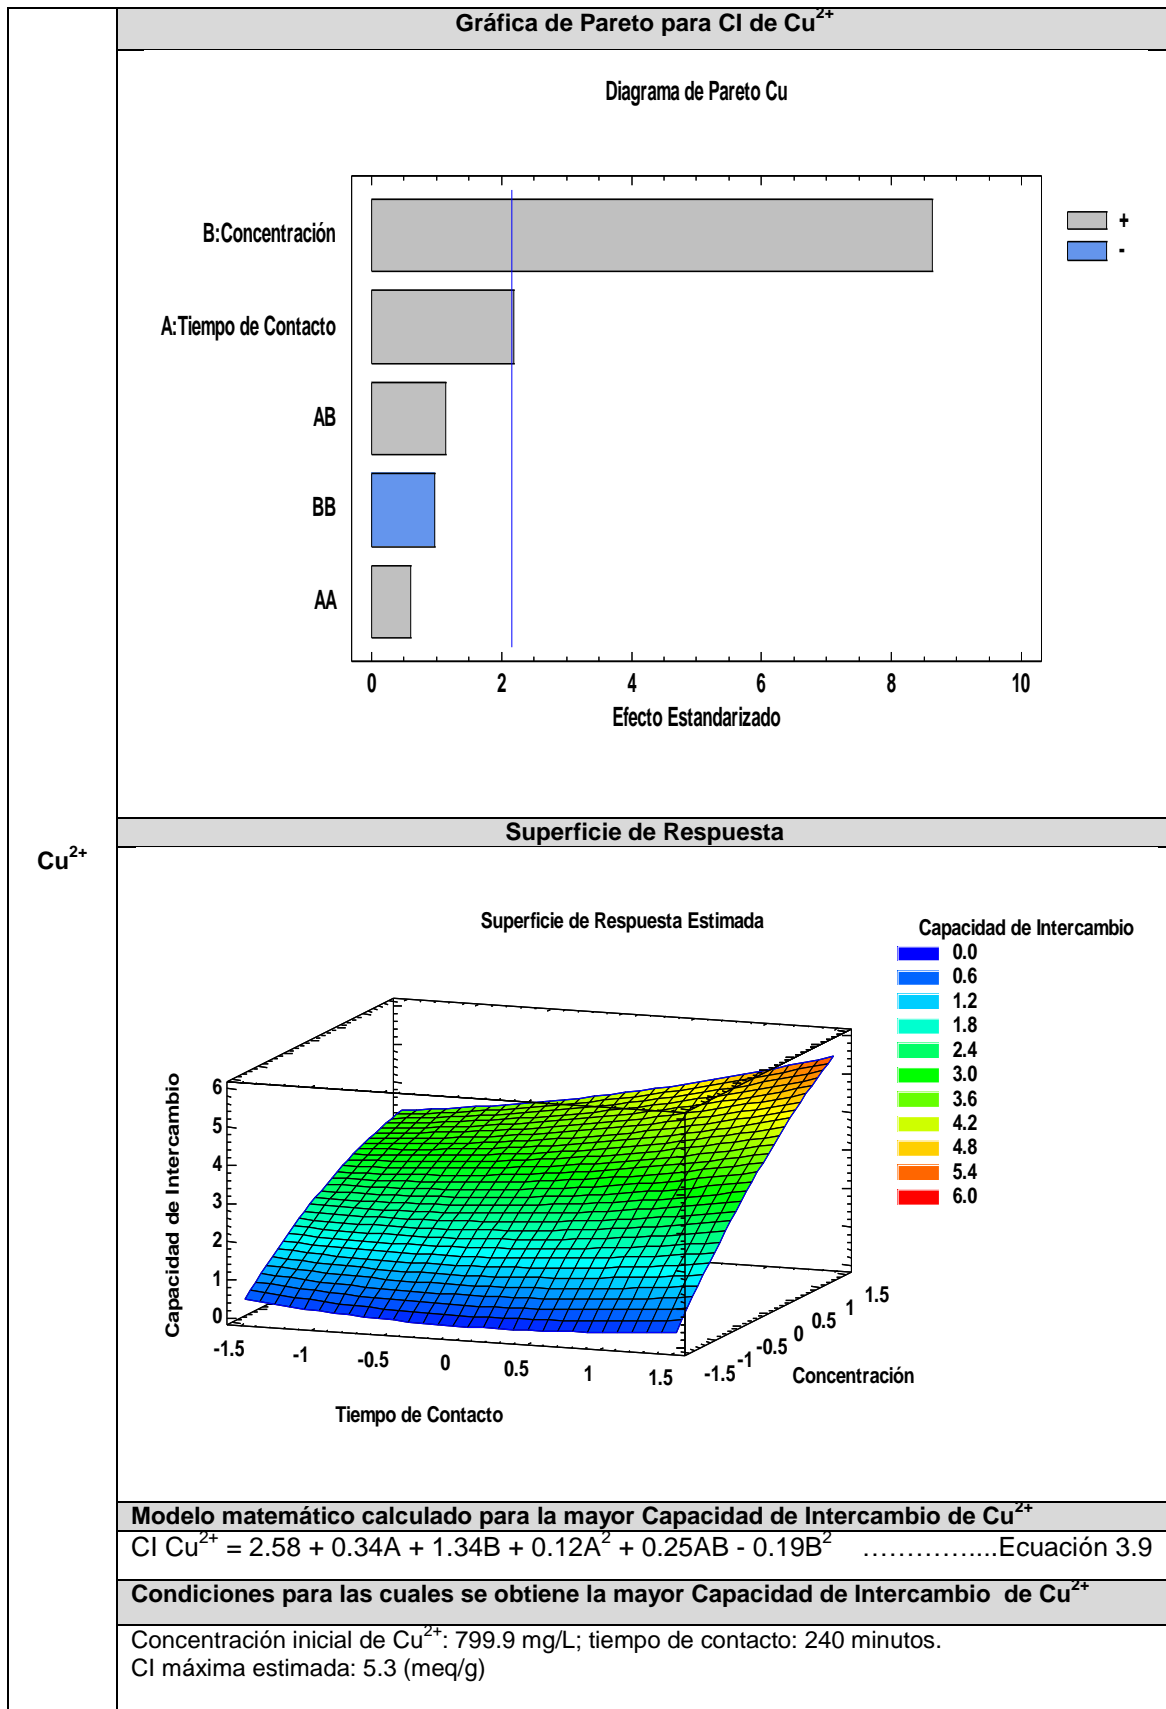 Gráfica de Pareto para CI de Cu²⁺
Diagrama de Pareto Cu
B:Concentración
A:Tiempo de Contacto
AB
BB
AA
+
-
0 2 4 6 8 10
Efecto Estandarizado
Cu²⁺
Superficie de Respuesta
Superficie de Respuesta Estimada
Capacidad de Intercambio
0.0
0.6
1.2
1.8
2.4
3.0
3.6
4.2
4.8
5.4
6.0
Capacidad de Intercambio
6
5
4
3
2
1
0
-1.5 -1 -0.5 0 0.5 1 1.5
Tiempo de Contacto
-1.5 -1 -0.5 0 0.5 1 1.5
Concentración
Modelo matemático calculado para la mayor Capacidad de Intercambio de Cu²⁺
CI Cu²⁺ = 2.58 + 0.34A + 1.34B + 0.12A² + 0.25AB - 0.19B² ................Ecuación 3.9
Condiciones para las cuales se obtiene la mayor Capacidad de Intercambio de Cu²⁺
Concentración inicial de Cu²⁺: 799.9 mg/L; tiempo de contacto: 240 minutos.
CI máxima estimada: 5.3 (meq/g)